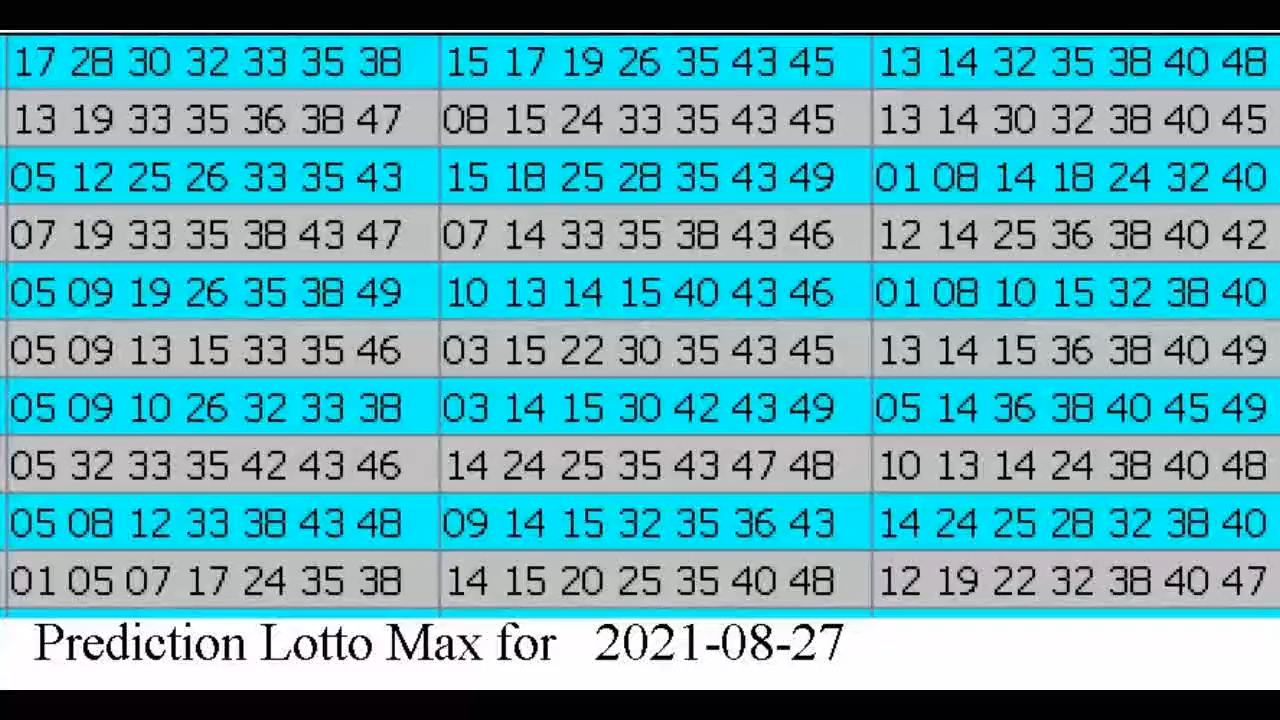 17 28 30 32 33 35 38 15 17 19 26 35 43 45 13 14 32 35 38 40 48
13 19 33 35 36 38 47 08 15 24 33 35 43 45 13 14 30 32 38 40 45
05 12 25 26 33 35 43 15 18 25 28 35 43 49 01 08 14 18 24 32 40
07 19 33 35 38 43 47 07 14 33 35 38 43 46 12 14 25 36 38 40 42
05 09 19 26 35 38 49 10 13 14 15 40 43 46 01 08 10 15 32 38 40
05 09 13 15 33 35 46 03 15 22 30 35 43 45 13 14 15 36 38 40 49
05 09 10 26 32 33 38 03 14 15 30 42 43 49 05 14 36 38 40 45 49
05 32 33 35 42 43 46 14 24 25 35 43 47 48 10 13 14 24 38 40 48
05 08 12 33 38 43 48 09 14 15 32 35 36 43 14 24 25 28 32 38 40
01 05 07 17 24 35 38 14 15 20 25 35 40 48 12 19 22 32 38 40 47
Prediction Lotto Max for 2021-08-27